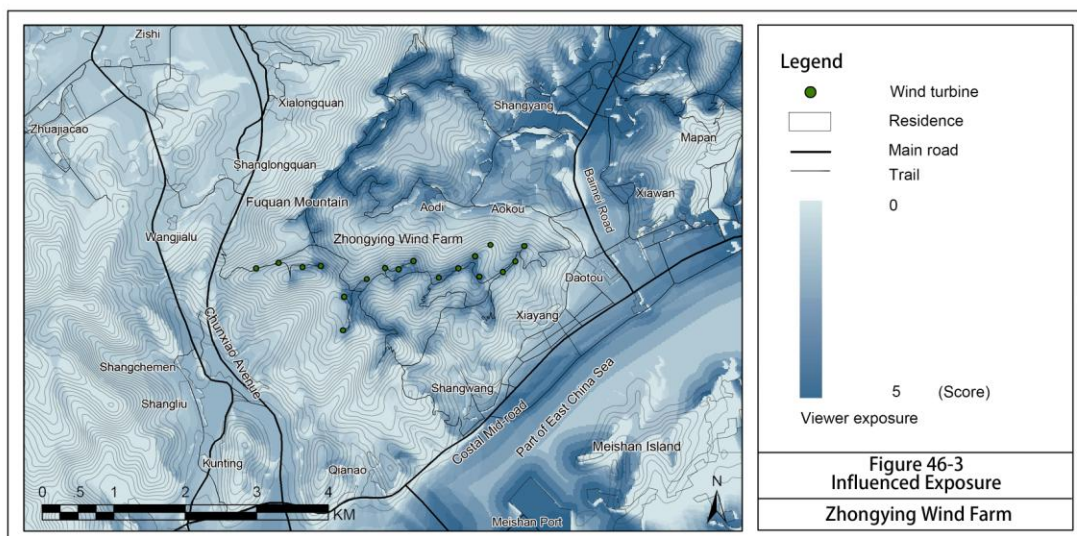 Zishi
Zhuajiacao
Xialongquan
Shangyang
Mapan
Shanglongquan
Fuquan Mountain
Xiawan
Baimei Road
Aodi
Aokou
Wangjialu
Zhongying Wind Farm
Daotou
Chunxiao Avenue
Xiayang
Shangchemen
Shangliu
Shangwang
Costal Mid-road
Part of East China Sea
Meishan Island
Kunting
Qianao
Meishan Port
0 .5 1 2 3 4
KM
N
Legend
Wind turbine
Residence
Main road
Trail
0
5 (Score)
Viewer exposure
Figure 46-3
Influenced Exposure
Zhongying Wind Farm